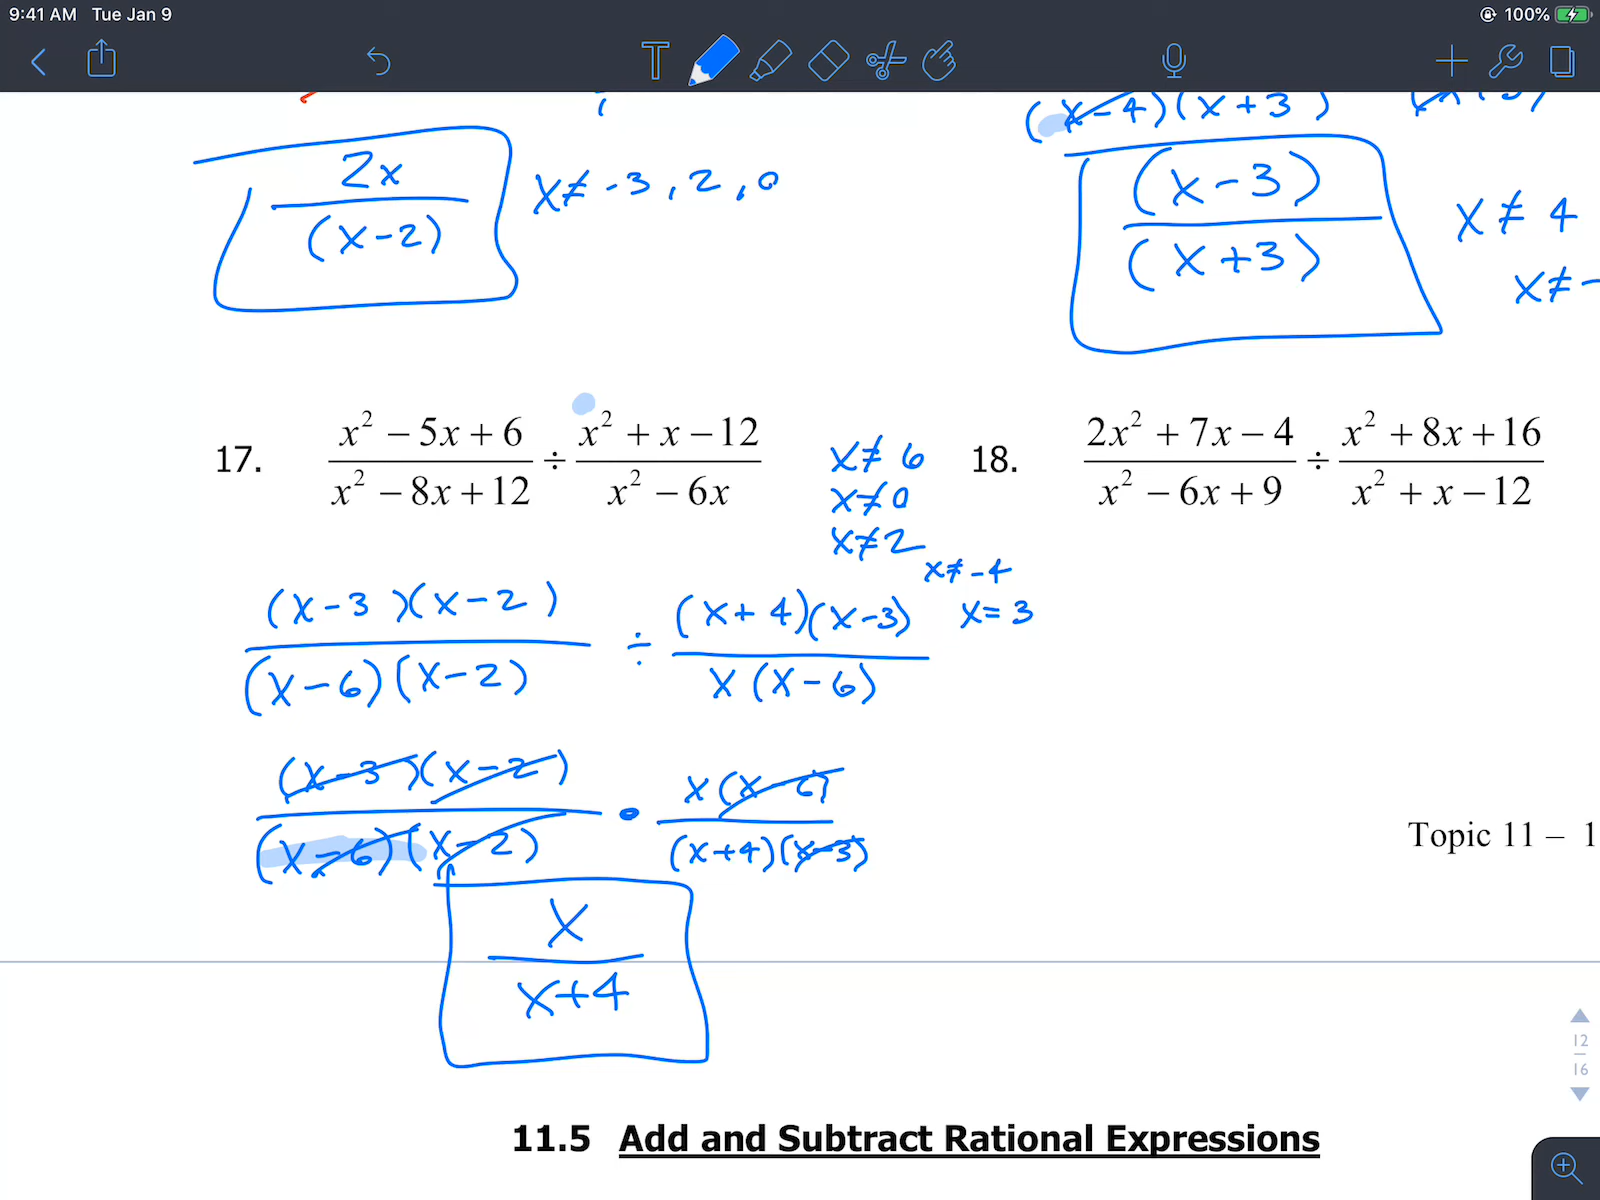 9:41 AM Tue Jan 9 100%
T
(x-4)(x+3)
2x
(x-2)
x≠ -3, 2, 0
(x-3)
(x+3)
x ≠ 4
x≠-
17. x² − 5x + 6 / x² − 8x + 12 ÷ x² + x − 12 / x² − 6x
x≠ 6
x≠0
x≠2
x≠ -4
x= 3
18. 2x² + 7x − 4 / x² − 6x + 9 ÷ x² + 8x + 16 / x² + x − 12
(x-3)(x-2) ÷ (x+4)(x-3)
(x-6)(x-2) x(x-6)
(x-3)(x-2) • x(x-6)
(x-6)(x-2) (x+4)(x-3)
x
x+4
Topic 11 – 1
12
16
11.5 Add and Subtract Rational Expressions